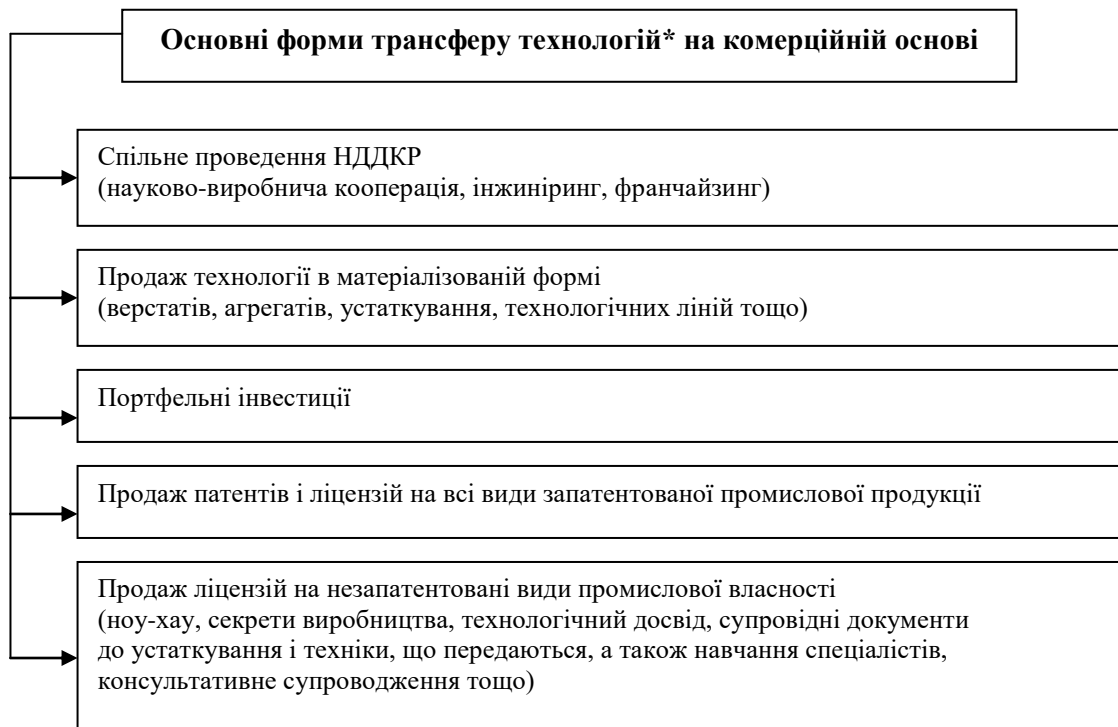 Основні форми трансферу технологій* на комерційній основі
Спільне проведення НДДКР
(науково-виробнича кооперація, інжиніринг, франчайзинг)
Продаж технології в матеріалізованій формі
(верстатів, агрегатів, устаткування, технологічних ліній тощо)
Портфельні інвестиції
Продаж патентів і ліцензій на всі види запатентованої промислової продукції
Продаж ліцензій на незапатентовані види промислової власності
(ноу-хау, секрети виробництва, технологічний досвід, супровідні документи
до устаткування і техніки, що передаються, а також навчання спеціалістів,
консультативне супроводження тощо)